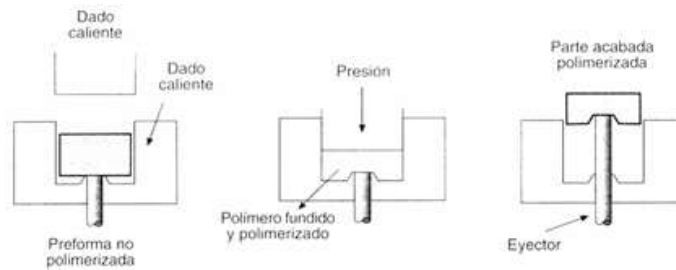 Dado
caliente
Dado
caliente
Preforma no
polimerizada
Presión
Polímero fundido
y polimerizado
Parte acabada
polimerizada
Eyector